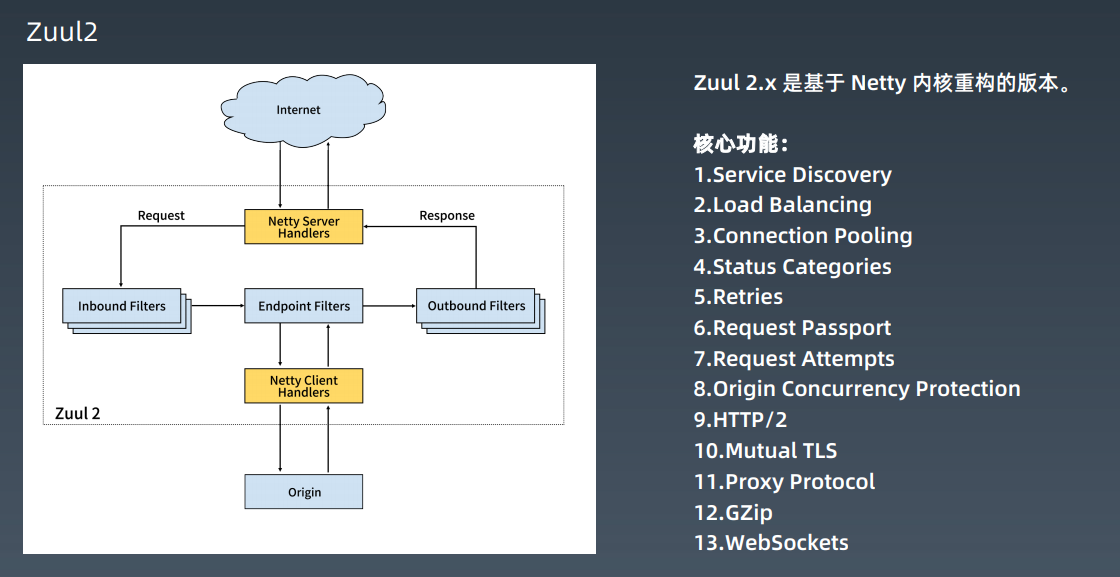 Zuul2
Internet
Request
Netty Server
Handlers
Response
Inbound Filters
Endpoint Filters
Outbound Filters
Netty Client
Handlers
Zuul 2
Origin
Zuul 2.x 是基于 Netty 内核重构的版本。
核心功能：
1.Service Discovery
2.Load Balancing
3.Connection Pooling
4.Status Categories
5.Retries
6.Request Passport
7.Request Attempts
8.Origin Concurrency Protection
9.HTTP/2
10.Mutual TLS
11.Proxy Protocol
12.GZip
13.WebSockets